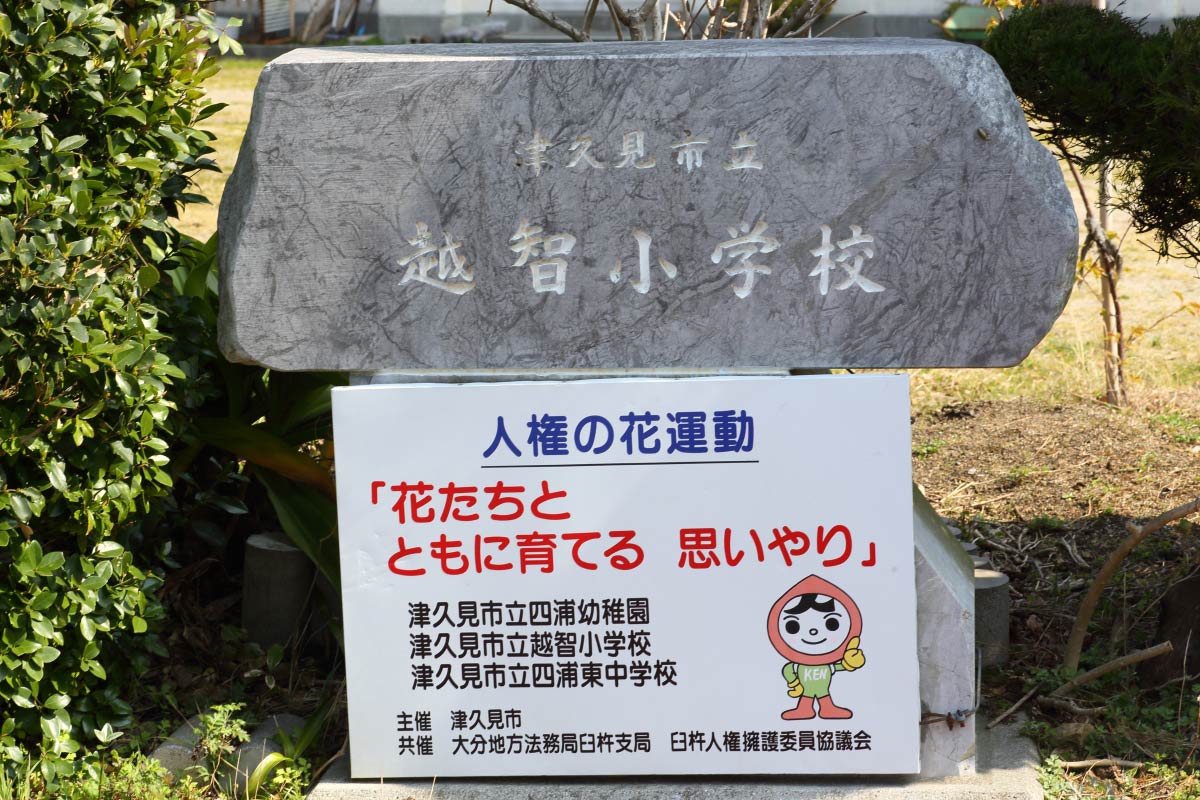 津久見市立
越智小学校
人権の花運動
「花たちと
ともに育てる 思いやり」
津久見市立四浦幼稚園
津久見市立越智小学校
津久見市立四浦東中学校
KEN
主催 津久見市
共催 大分地方法務局臼杵支局 臼杵人権擁護委員協議会